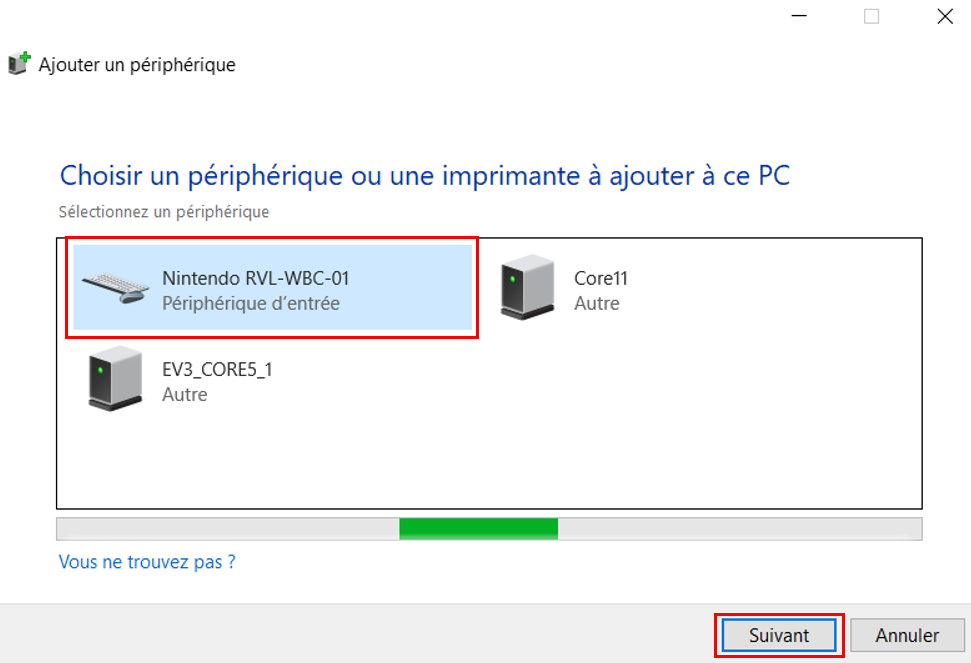 Ajouter un périphérique
Choisir un périphérique ou une imprimante à ajouter à ce PC
Sélectionnez un périphérique
Nintendo RVL-WBC-01
Périphérique d’entrée
Core11
Autre
EV3_CORE5_1
Autre
Vous ne trouvez pas ?
Suivant
Annuler